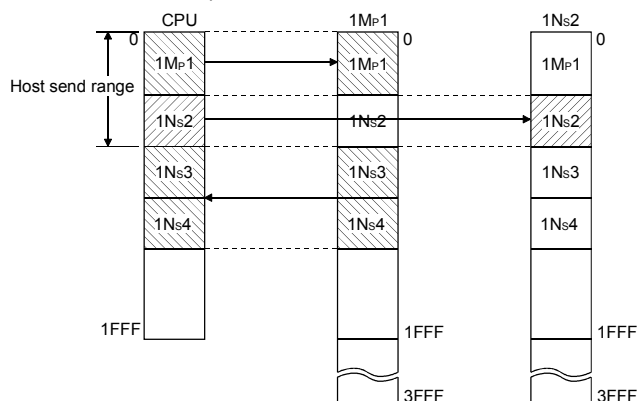 CPU 1MP1 1NS2
0 0 0
1MP1 1MP1 1MP1
Host send range
1NS2 1NS2 1NS2
1NS3 1NS3 1NS3
1NS4 1NS4 1NS4
1FFF 1FFF 1FFF
3FFF 3FFF